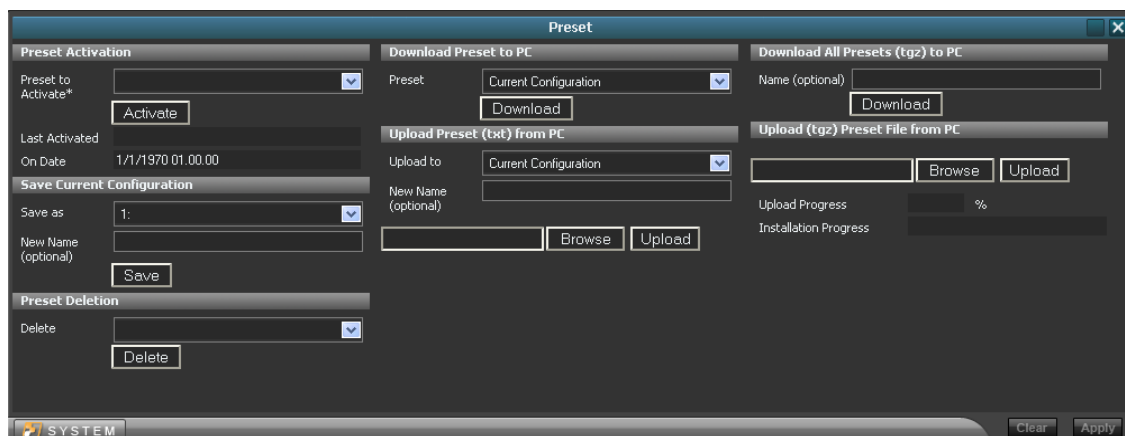 Preset
Preset Activation
Preset to
Activate*
Activate
Last Activated
On Date 1/1/1970 01.00.00
Save Current Configuration
Save as 1:
New Name
(optional)
Save
Preset Deletion
Delete
Delete
Download Preset to PC
Preset Current Configuration
Download
Upload Preset (txt) from PC
Upload to Current Configuration
New Name
(optional)
Browse Upload
Download All Presets (tgz) to PC
Name (optional)
Download
Upload (tgz) Preset File from PC
Browse Upload
Upload Progress %
Installation Progress
SYSTEM
Clear Apply